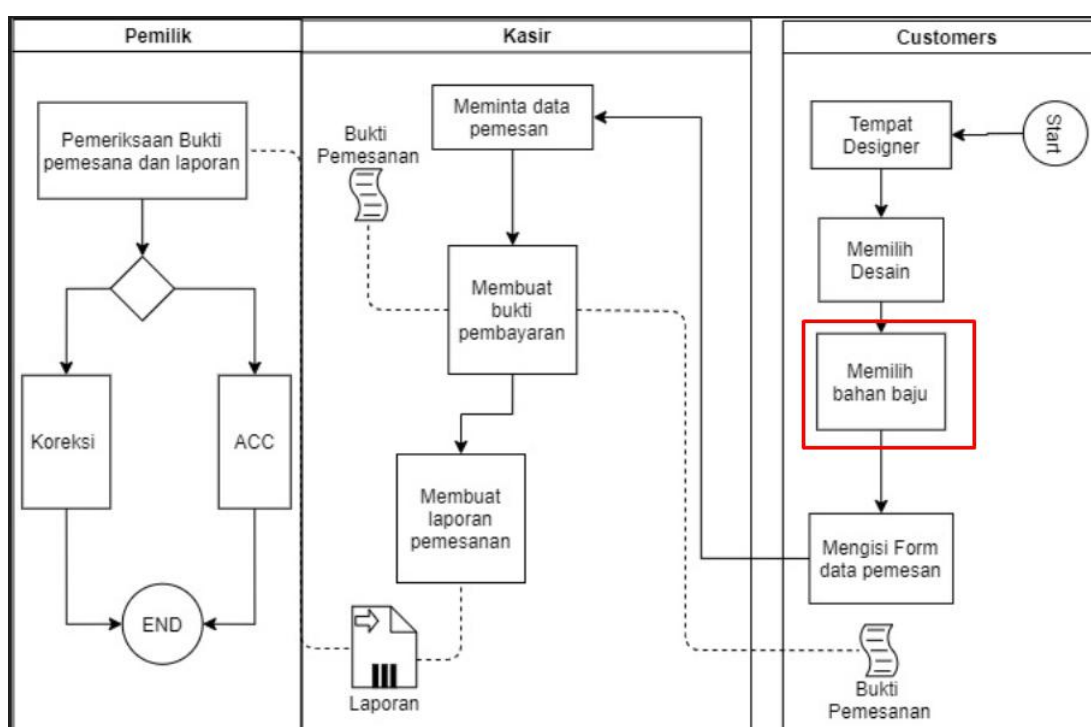 Pemilik
Pemeriksaan Bukti
pemesana dan laporan
Koreksi
ACC
END
Kasir
Meminta data
pemesan
Bukti
Pemesanan
Membuat
bukti
pembayaran
Membuat
laporan
pemesanan
Laporan
Customers
Start
Tempat
Designer
Memilih
Desain
Memilih
bahan baju
Mengisi Form
data pemesan
Bukti
Pemesanan